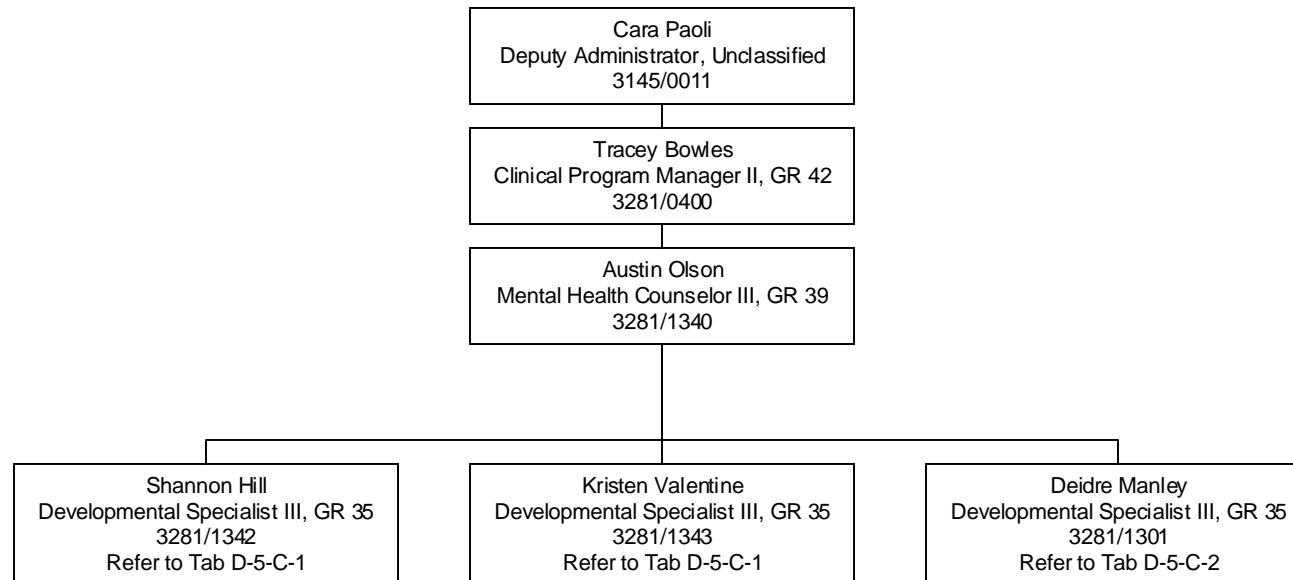 Cara Paoli
Deputy Administrator, Unclassified
3145/0011
Tracey Bowles
Clinical Program Manager II, GR 42
3281/0400
Austin Olson
Mental Health Counselor III, GR 39
3281/1340
Shannon Hill
Developmental Specialist III, GR 35
3281/1342
Refer to Tab D-5-C-1
Kristen Valentine
Developmental Specialist III, GR 35
3281/1343
Refer to Tab D-5-C-1
Deidre Manley
Developmental Specialist III, GR 35
3281/1301
Refer to Tab D-5-C-2